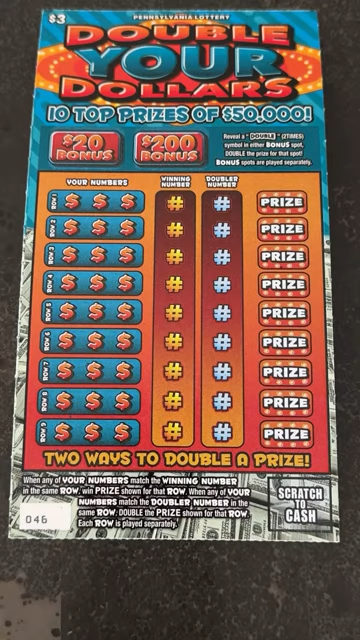 $3
PENNSYLVANIA LOTTERY
DOUBLE
YOUR
DOLLARS
10 TOP PRIZES OF $50,000!
$20 BONUS
$200 BONUS
Reveal a "DOUBLE" (2TIMES)
symbol in either BONUS spot,
DOUBLE the prize for that spot!
BONUS spots are played separately.
YOUR NUMBERS
WINNING NUMBER
DOUBLER NUMBER
ROW 1 $ $ $ # # PRIZE
ROW 2 $ $ $ # # PRIZE
ROW 3 $ $ $ # # PRIZE
ROW 4 $ $ $ # # PRIZE
ROW 5 $ $ $ # # PRIZE
ROW 6 $ $ $ # # PRIZE
ROW 7 $ $ $ # # PRIZE
ROW 8 $ $ $ # # PRIZE
ROW 9 $ $ $ # # PRIZE
TWO WAYS TO DOUBLE A PRIZE!
When any of YOUR NUMBERS match the WINNING NUMBER
in the same ROW, win PRIZE shown for that ROW. When any of YOUR
NUMBERS match the DOUBLER NUMBER in the
same ROW, DOUBLE the PRIZE shown for that ROW.
Each ROW is played separately.
SCRATCH
TO
CASH
046